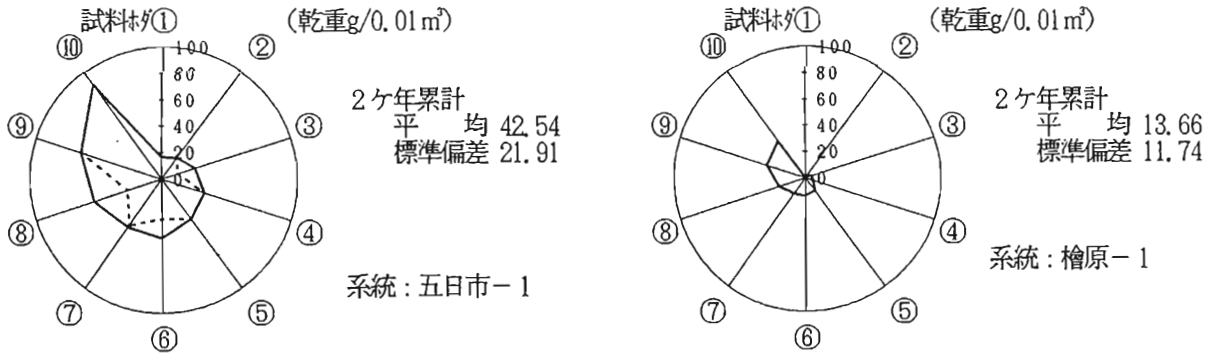 試料ホダ① (乾重g/0.01㎥)
⑩ ②
100
80
60
40
20
0
⑨ ③
⑧ ④
⑦ ⑤
⑥
2ケ年累計
平 均 42.54
標準偏差 21.91
系統:五日市-1
試料ホダ① (乾重g/0.01㎥)
⑩ ②
100
80
60
40
20
0
⑨ ③
⑧ ④
⑦ ⑤
⑥
2ケ年累計
平 均 13.66
標準偏差 11.74
系統:檜原-1